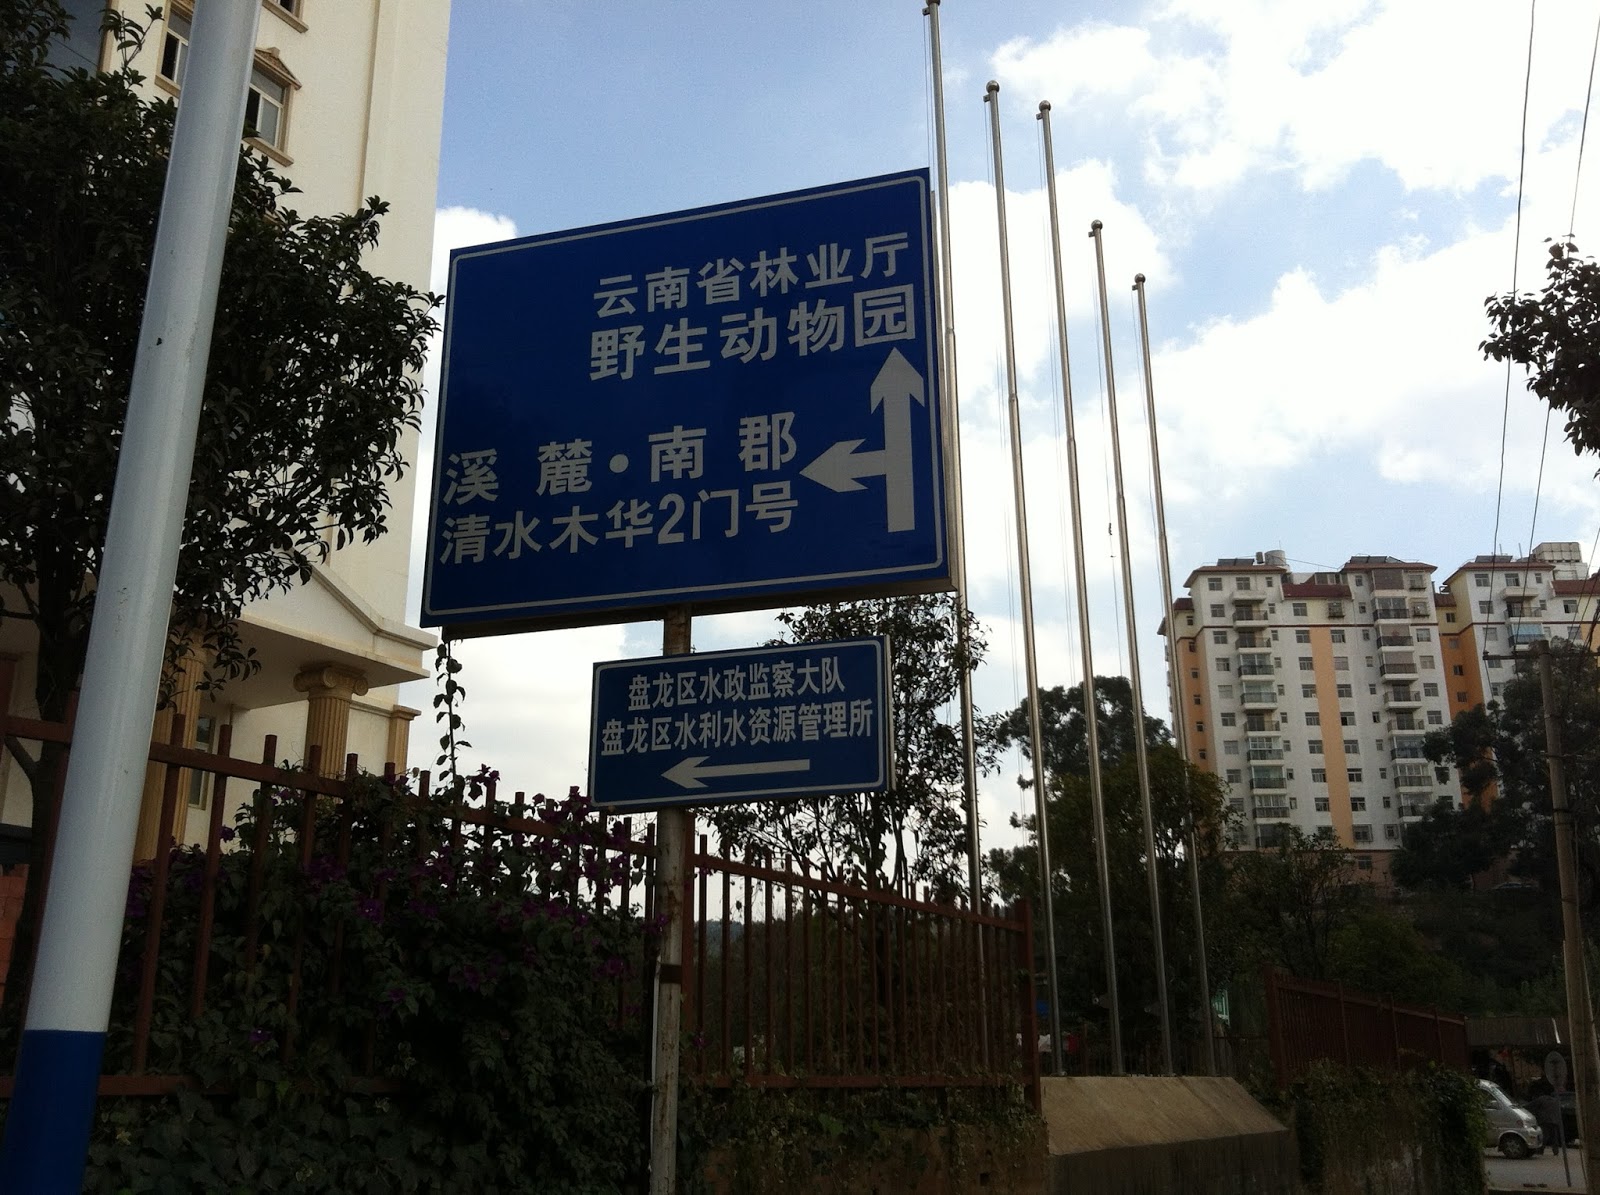 云南省林业厅
野生动物园
溪麓·南郡
清水木华2门号
盘龙区水政监察大队
盘龙区水利水资源管理所